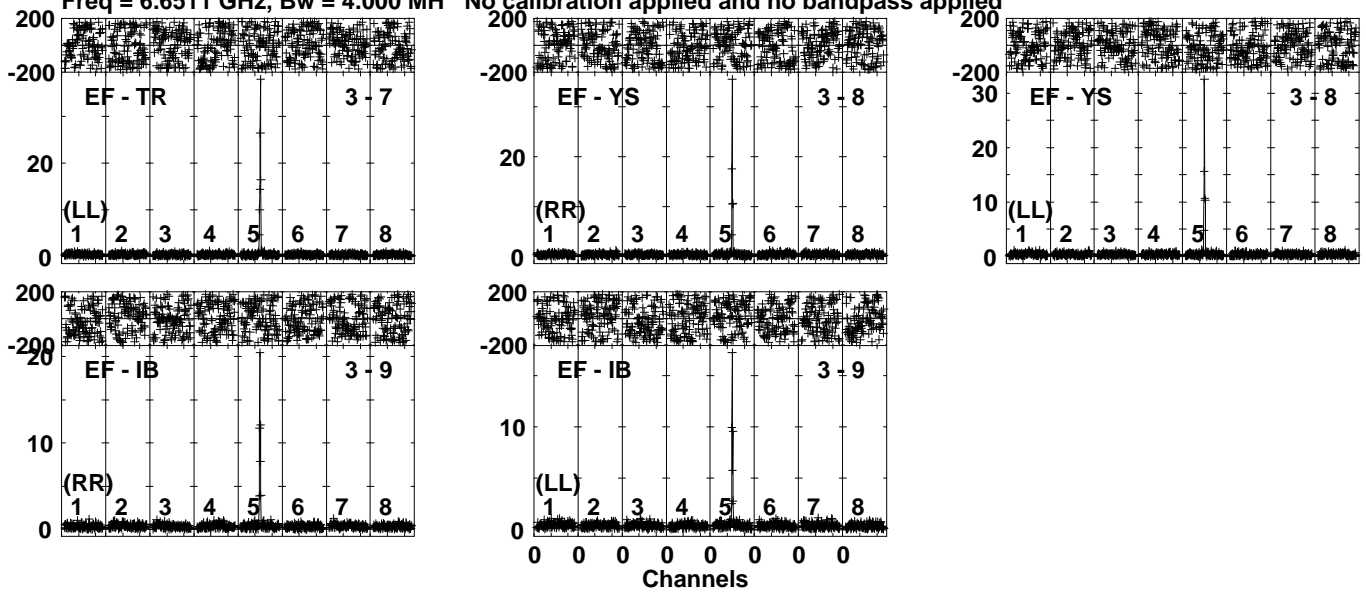 Freq = 6.6511 GHz, Bw = 4.000 MH No calibration applied and no bandpass applied
200 200 200
-200 -200 -200
EF - TR 3 - 7 EF - YS 3 - 8 EF - YS 3 - 8
30
20 20 20
10
(LL) (RR) (LL)
1 2 3 4 5 6 7 8 1 2 3 4 5 6 7 8 1 2 3 4 5 6 7 8
0 0 0
200 200
-200 -200
20
EF - IB 3 - 9 EF - IB 3 - 9
10 10
(RR) (LL)
1 2 3 4 5 6 7 8 1 2 3 4 5 6 7 8
0 0
0 0 0 0 0 0 0 0
Channels